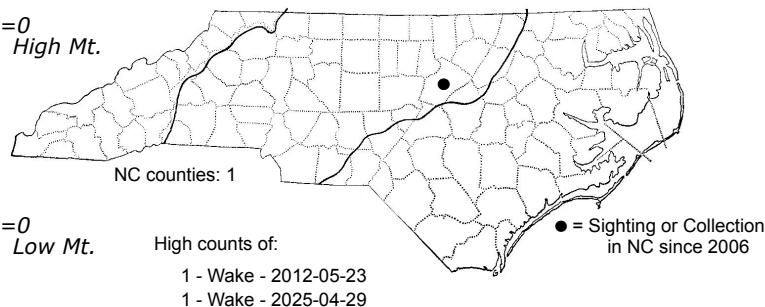 =0
High Mt.
NC counties: 1
=0
Low Mt.
High counts of:
1 - Wake - 2012-05-23
1 - Wake - 2025-04-29
● = Sighting or Collection
in NC since 2006